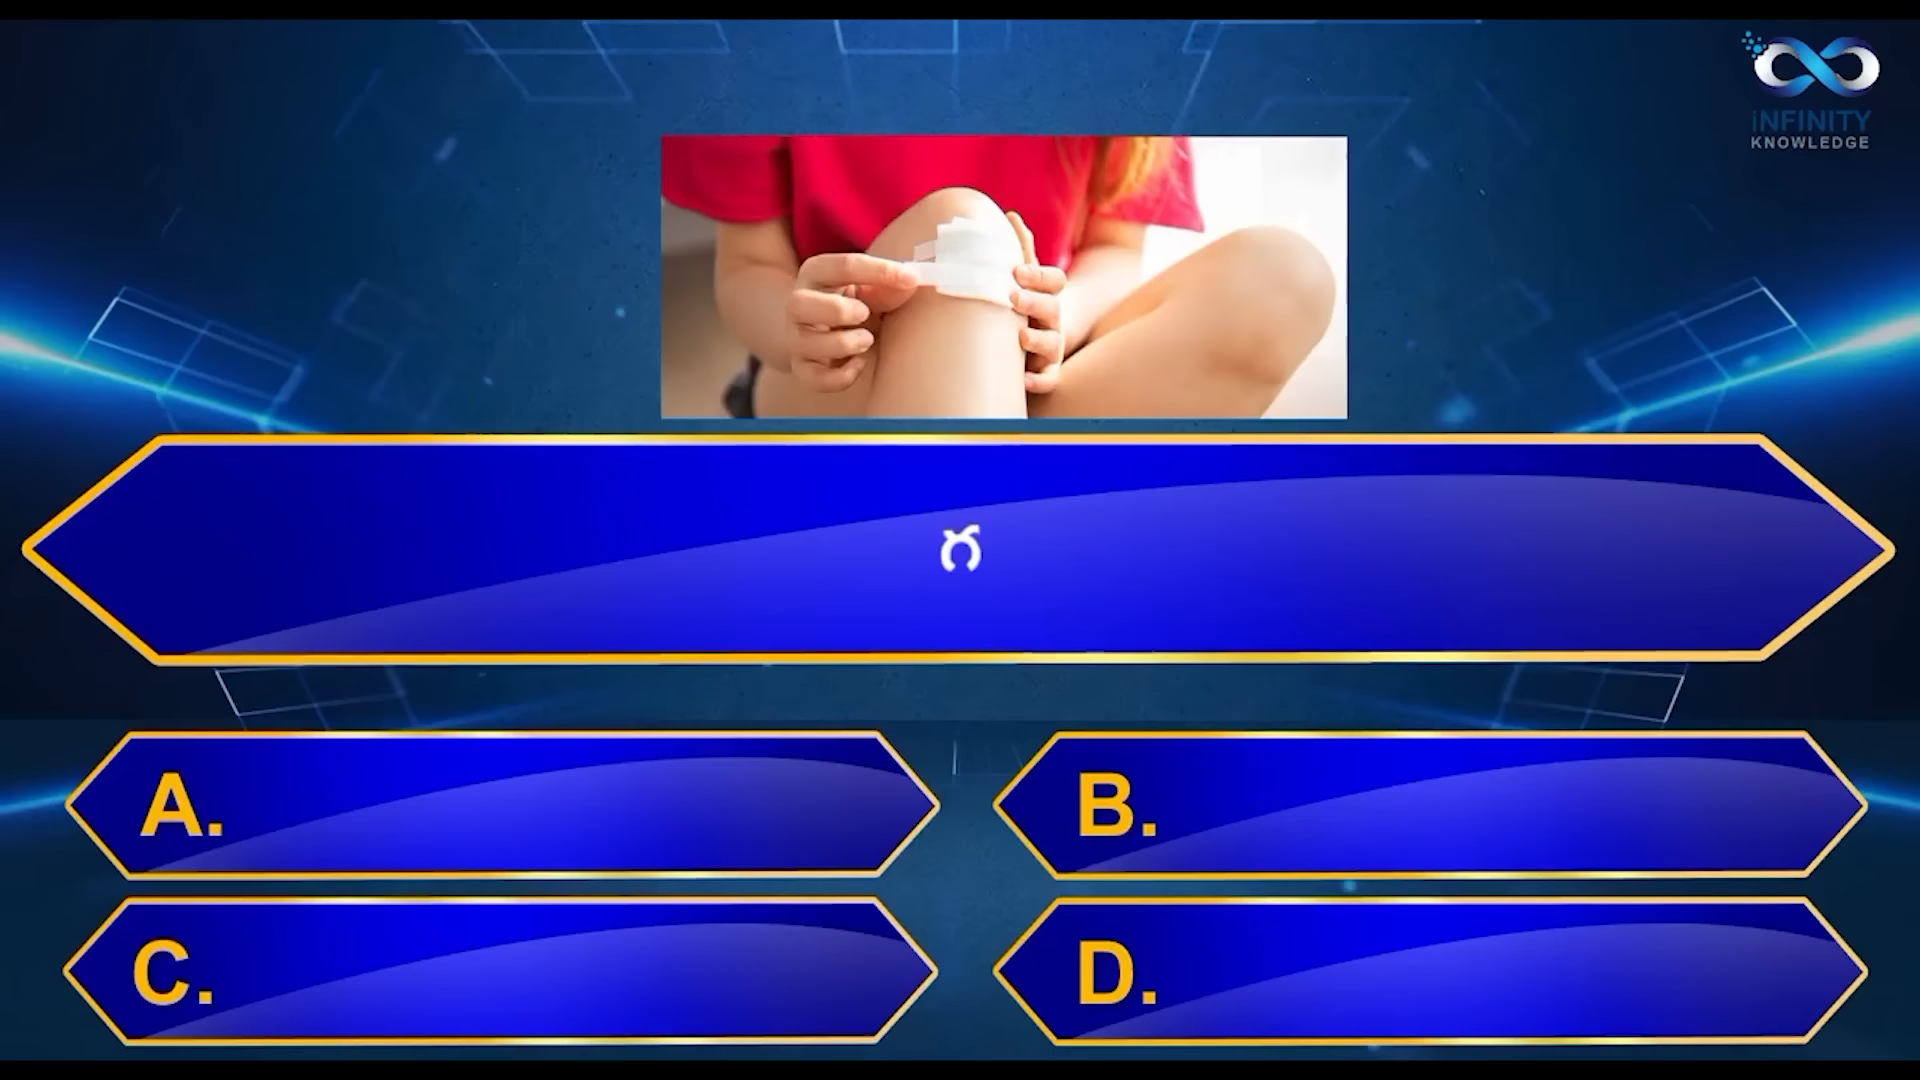 iNFINITY
KNOWLEDGE
గ
A.
B.
C.
D.